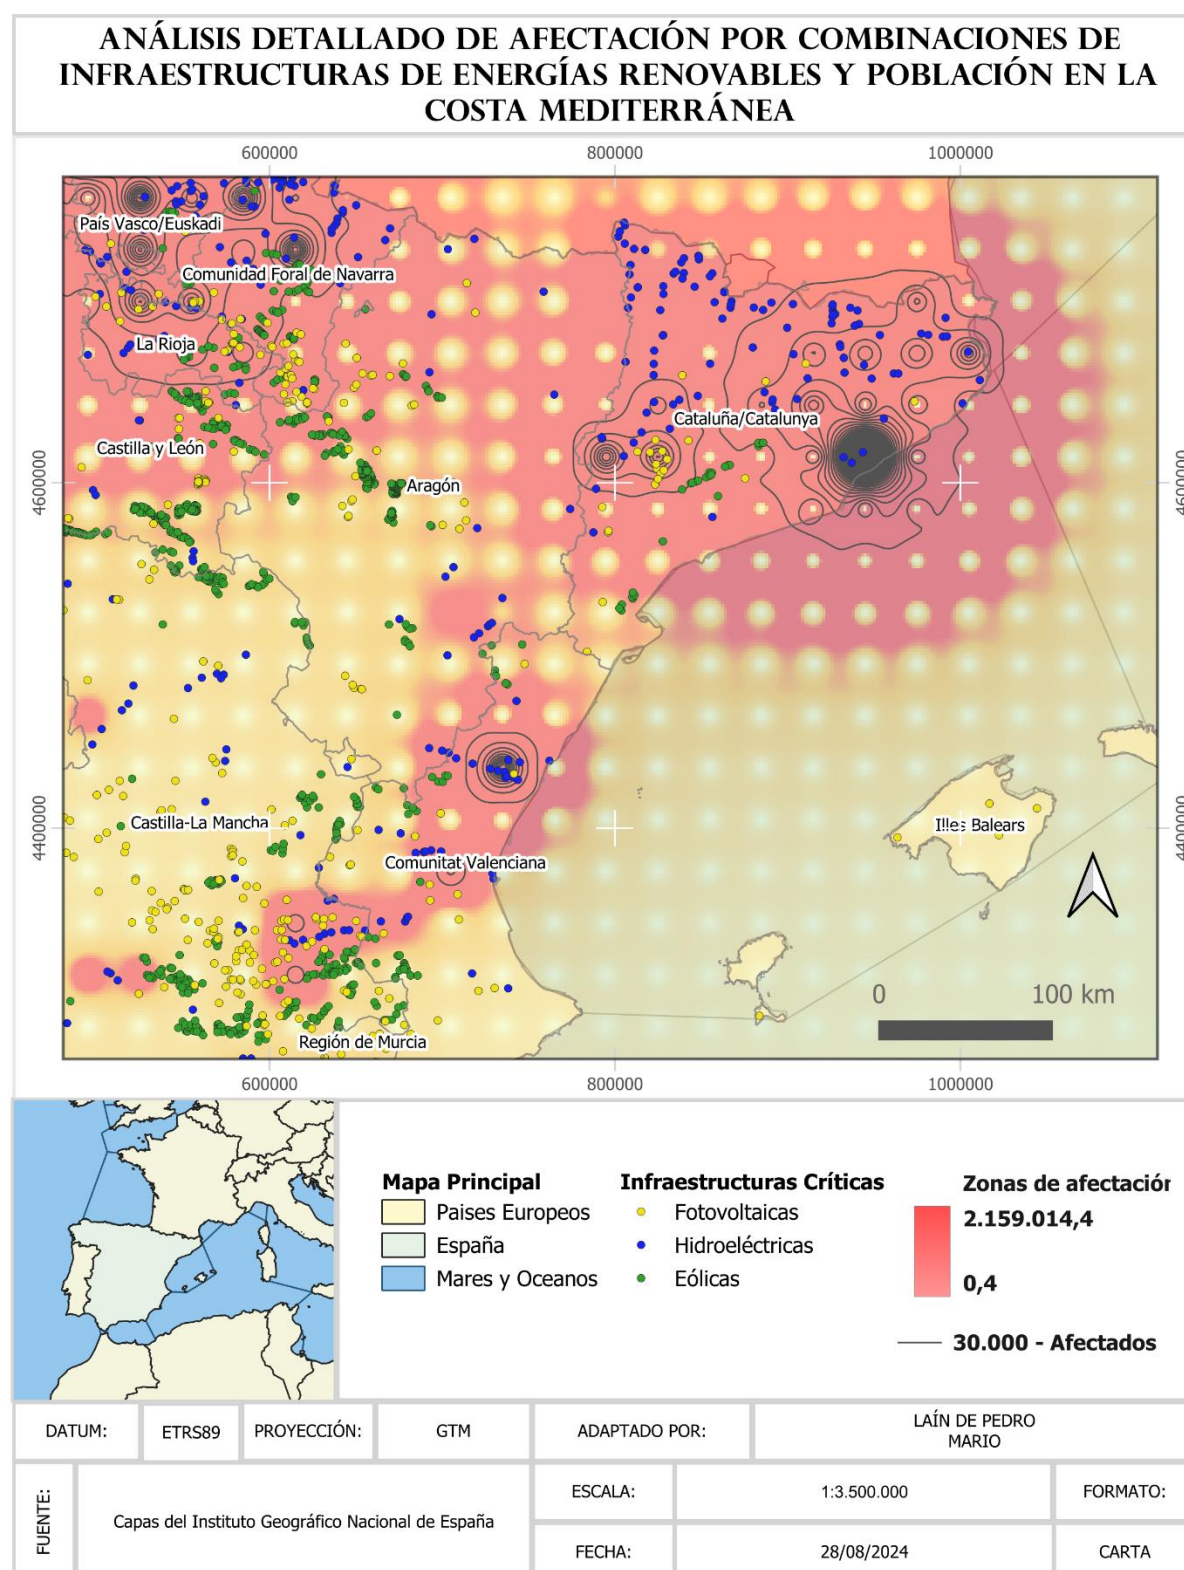 ANÁLISIS DETALLADO DE AFECTACIÓN POR COMBINACIONES DE
INFRAESTRUCTURAS DE ENERGÍAS RENOVABLES Y POBLACIÓN EN LA
COSTA MEDITERRÁNEA
600000 800000 1000000
País Vasco/Euskadi
Comunidad Foral de Navarra
La Rioja
Cataluña/Catalunya
Castilla y León
Aragón
4600000 4600000
Castilla-La Mancha
Illes Balears
4400000 4400000
Comunitat Valenciana
0 100 km
Región de Murcia
600000 800000 1000000
Mapa Principal
Paises Europeos
España
Mares y Oceanos
Infraestructuras Críticas
Fotovoltaicas
Hidroeléctricas
Eólicas
Zonas de afectación
2.159.014,4
0,4
30.000 - Afectados
DATUM: ETRS89 PROYECCIÓN: GTM ADAPTADO POR: LAÍN DE PEDRO
MARIO
FUENTE: Capas del Instituto Geográfico Nacional de España
ESCALA: 1:3.500.000 FORMATO:
FECHA: 28/08/2024 CARTA